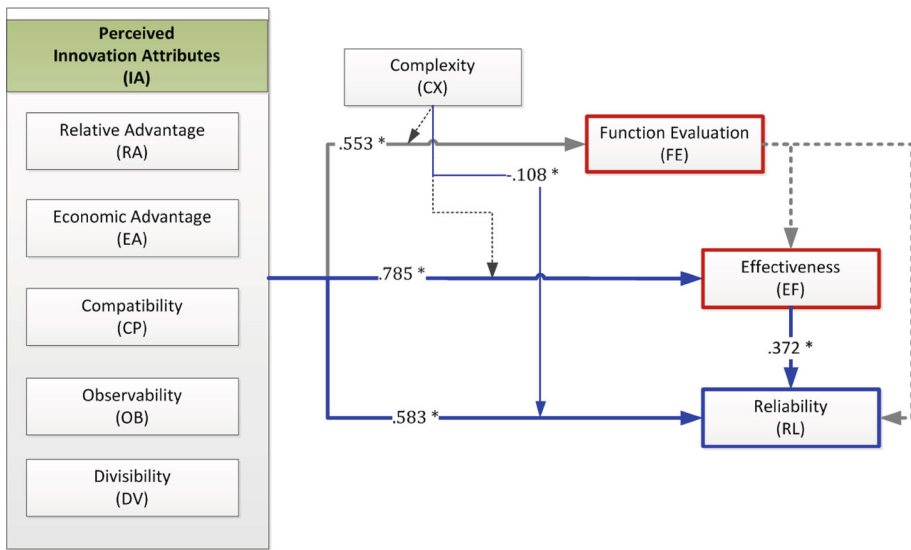 Perceived
Innovation Attributes
(IA)
Relative Advantage
(RA)
Economic Advantage
(EA)
Compatibility
(CP)
Observability
(OB)
Divisibility
(DV)
Complexity
(CX)
.553 *
Function Evaluation
(FE)
-.108 *
.785 *
Effectiveness
(EF)
.372 *
.583 *
Reliability
(RL)